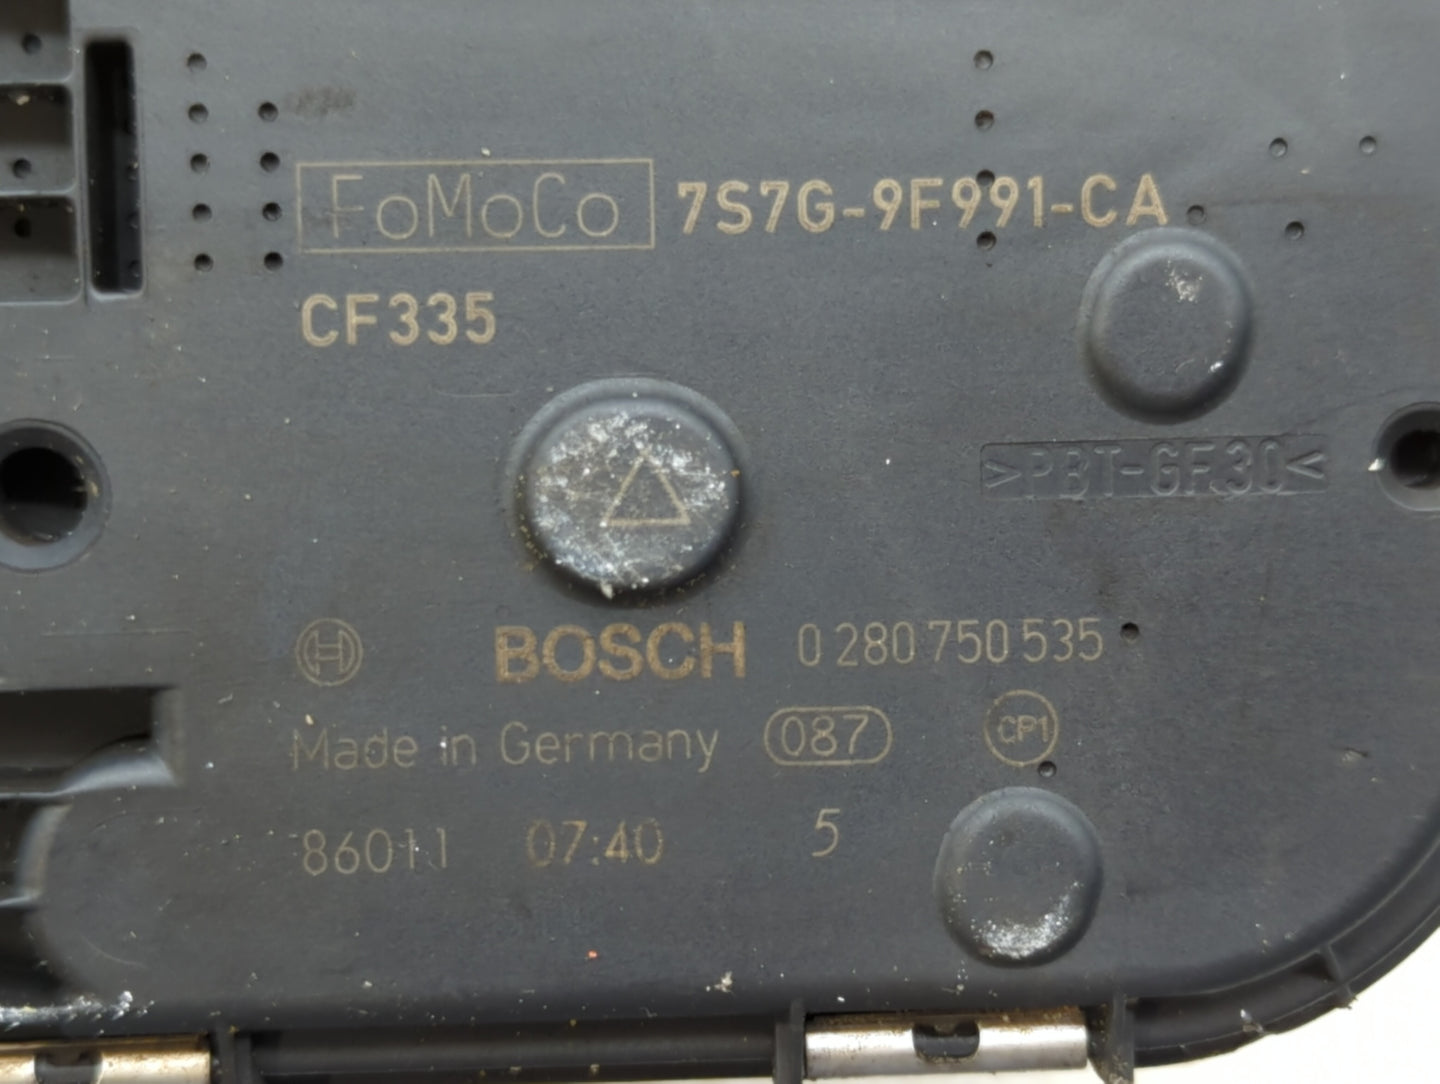 FoMoCo 7S7G-9F991-CA
CF335
>PBT-GF30<
BOSCH 0 280 750 535
Made in Germany 087 CP1
86011 07:40 5